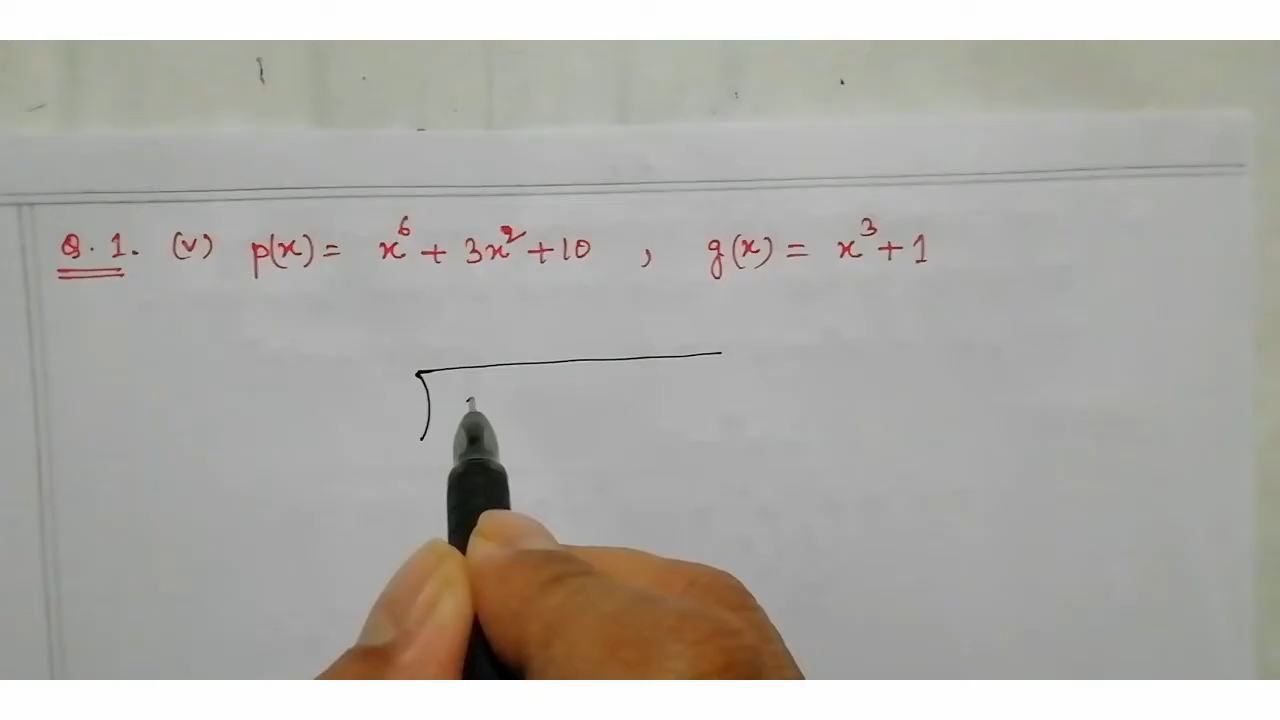 Q. 1. (v) p(x) = x⁶ + 3x² + 10 , g(x) = x³ + 1